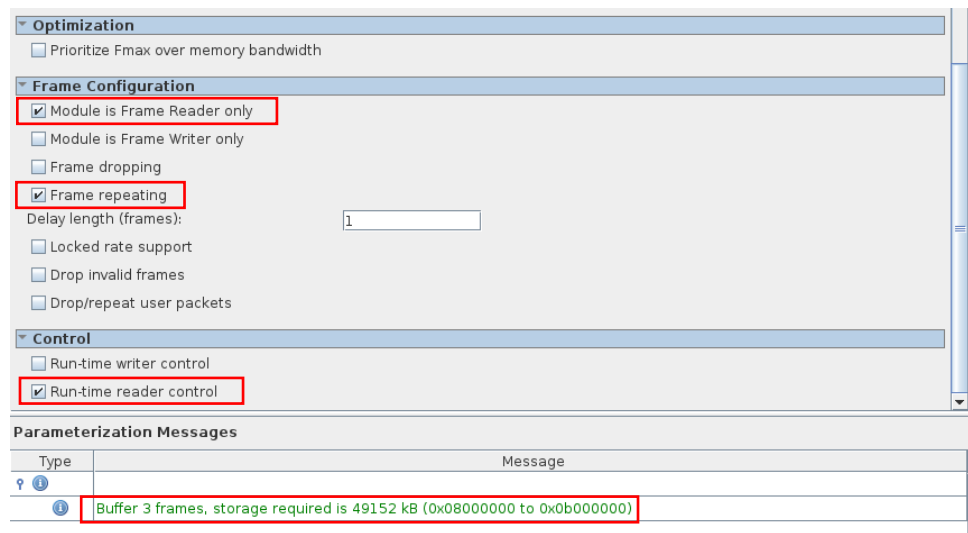 Optimization
Prioritize Fmax over memory bandwidth
Frame Configuration
Module is Frame Reader only
Module is Frame Writer only
Frame dropping
Frame repeating
Delay length (frames): 1
Locked rate support
Drop invalid frames
Drop/repeat user packets
Control
Run-time writer control
Run-time reader control
Parameterization Messages
Type Message
Buffer 3 frames, storage required is 49152 kB (0x08000000 to 0x0b000000)